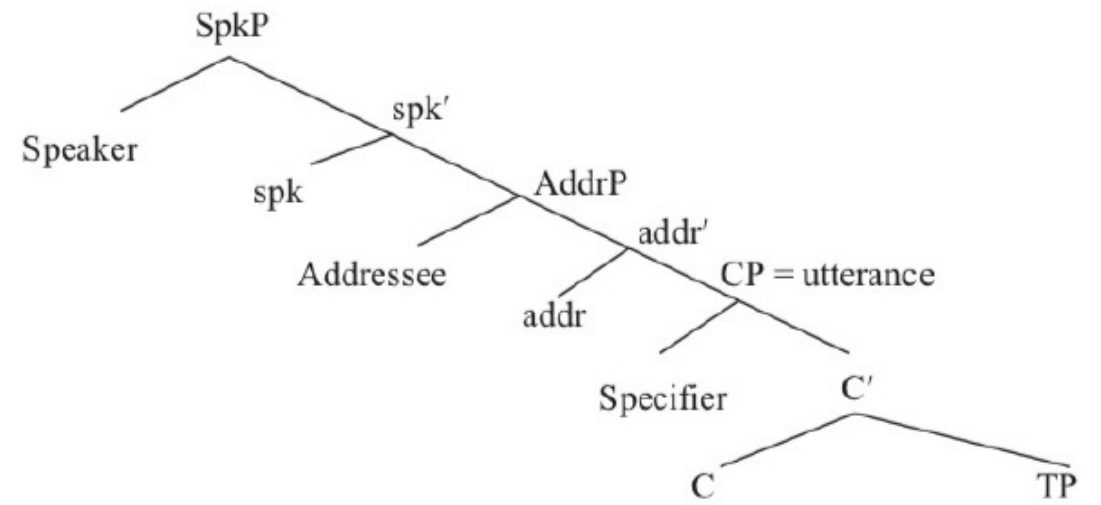 SpkP
spk′
Speaker
spk
AddrP
addr′
Addressee
CP = utterance
addr
Specifier
C′
C
TP